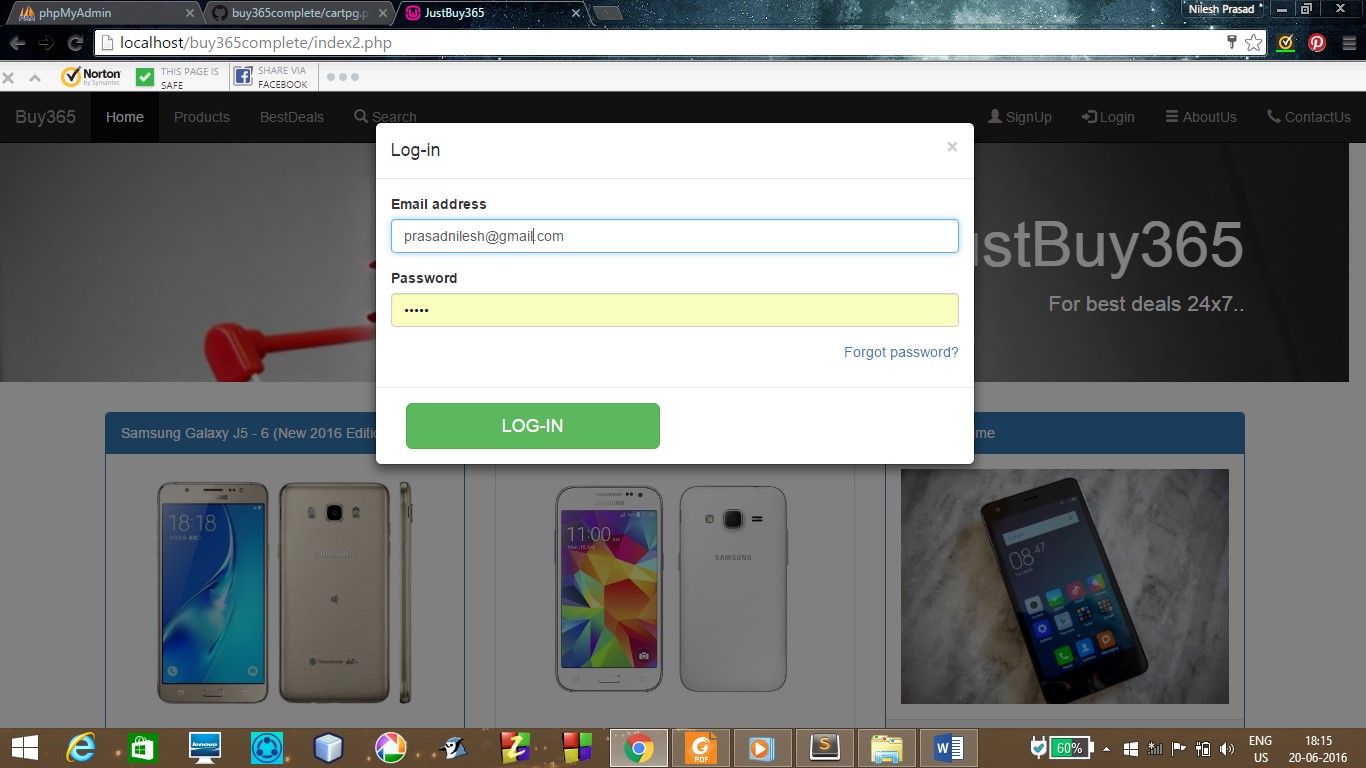 phpMyAdmin
buy365complete/cartpg.p
JustBuy365
Nilesh Prasad
localhost/buy365complete/index2.php
Norton
by Symantec
THIS PAGE IS
SAFE
SHARE VIA
FACEBOOK
Buy365 Home Products BestDeals Search SignUp Login AboutUs ContactUs
Log-in ×
Email address
prasadnilesh@gmail.com
Password
•••••
Forgot password?
LOG-IN
ustBuy365
For best deals 24x7..
Samsung Galaxy J5 - 6 (New 2016 Editio
me
18:18
SAMSUNG
11:00
SAMSUNG
08:47
lenovo
PDF
60%
ENG
US
18:15
20-06-2016